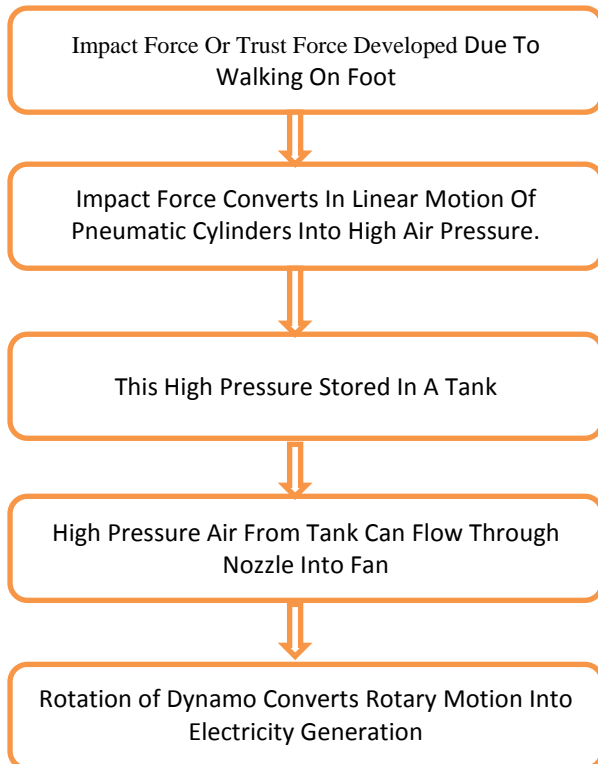 Impact Force Or Trust Force Developed Due To
Walking On Foot
Impact Force Converts In Linear Motion Of
Pneumatic Cylinders Into High Air Pressure.
This High Pressure Stored In A Tank
High Pressure Air From Tank Can Flow Through
Nozzle Into Fan
Rotation of Dynamo Converts Rotary Motion Into
Electricity Generation